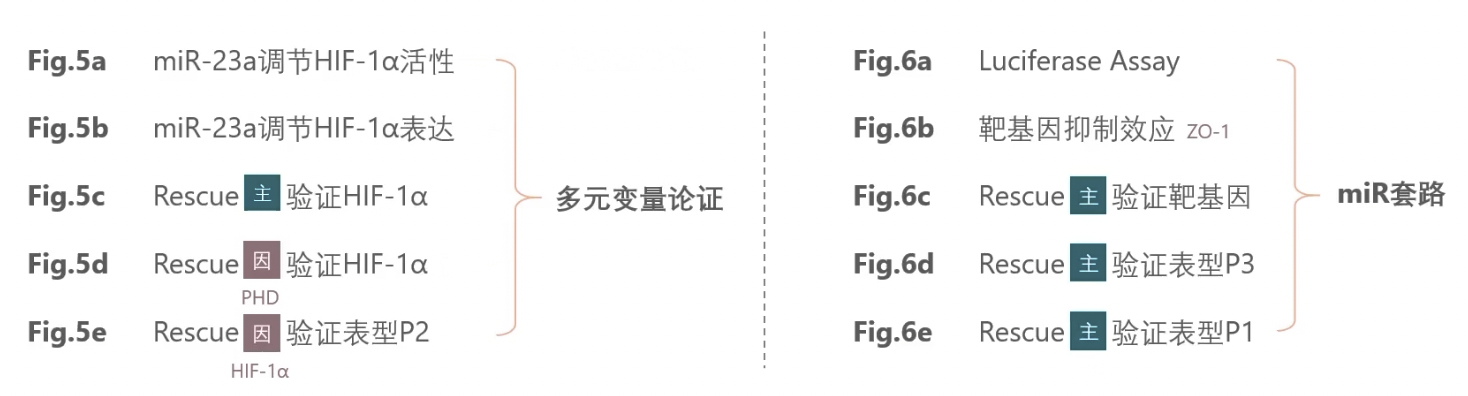 Fig.5a miR-23a调节HIF-1α活性
Fig.5b miR-23a调节HIF-1α表达
Fig.5c Rescue 主 验证HIF-1α
Fig.5d Rescue 因 验证HIF-1α
PHD
Fig.5e Rescue 因 验证表型P2
HIF-1α
多元变量论证
Fig.6a Luciferase Assay
Fig.6b 靶基因抑制效应 ZO-1
Fig.6c Rescue 主 验证靶基因
Fig.6d Rescue 主 验证表型P3
Fig.6e Rescue 主 验证表型P1
miR套路